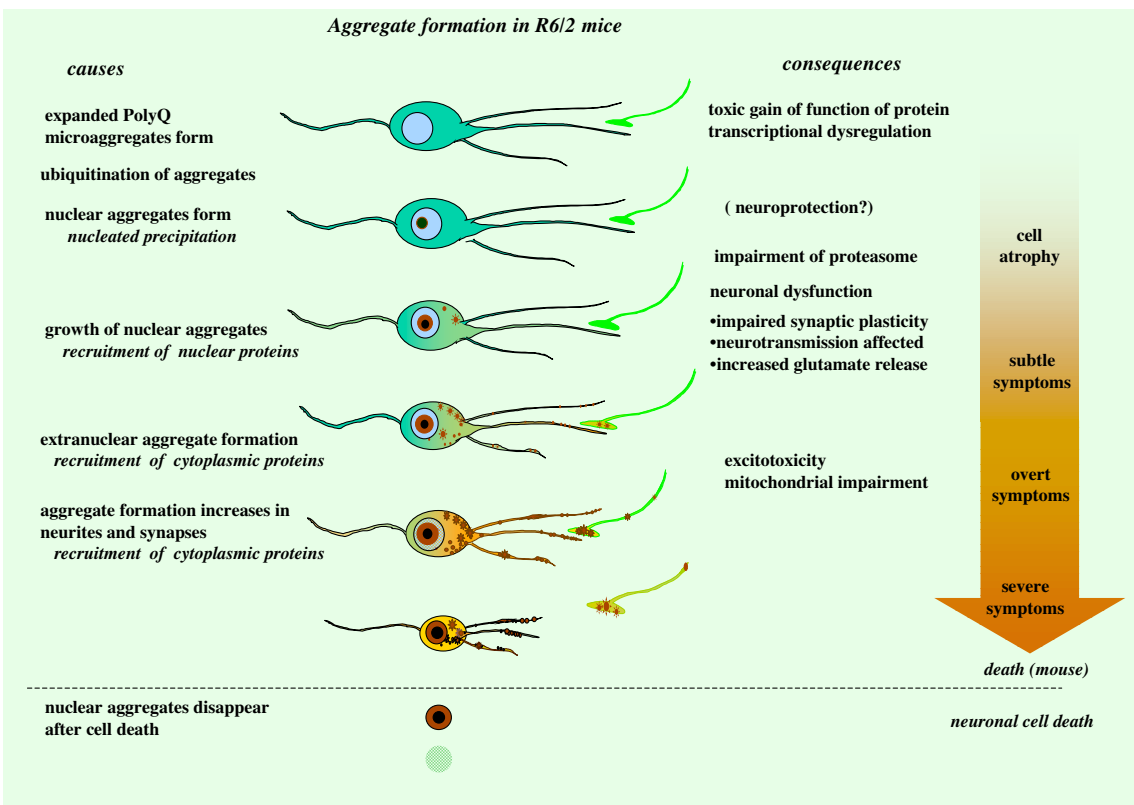 Aggregate formation in R6/2 mice
causes
consequences
expanded PolyQ
microaggregates form
toxic gain of function of protein
transcriptional dysregulation
ubiquitination of aggregates
nuclear aggregates form
nucleated precipitation
( neuroprotection?)
cell
atrophy
impairment of proteasome
neuronal dysfunction
growth of nuclear aggregates
recruitment of nuclear proteins
•impaired synaptic plasticity
•neurotransmission affected
•increased glutamate release
subtle
symptoms
extranuclear aggregate formation
recruitment of cytoplasmic proteins
excitotoxicity
mitochondrial impairment
overt
symptoms
aggregate formation increases in
neurites and synapses
recruitment of cytoplasmic proteins
severe
symptoms
death (mouse)
nuclear aggregates disappear
after cell death
neuronal cell death